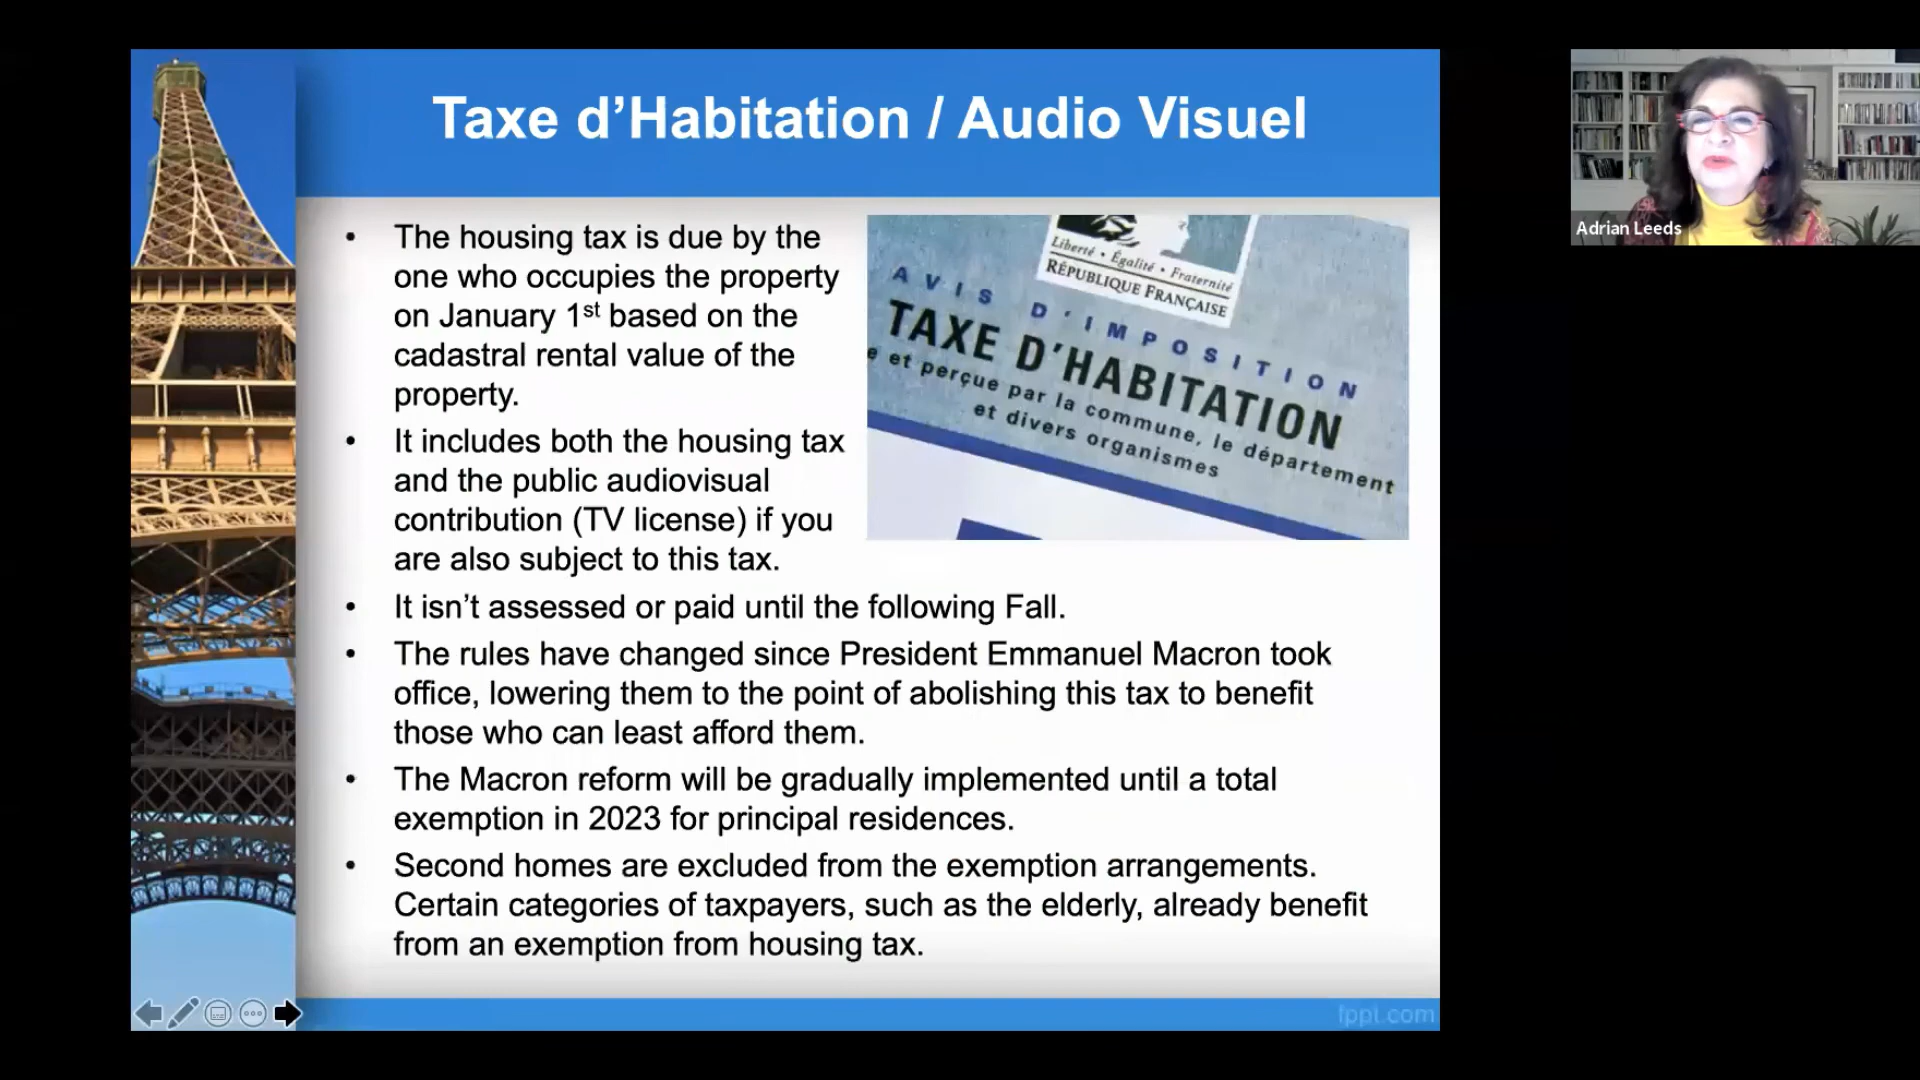 Taxe d’Habitation / Audio Visuel
Adrian Leeds
• The housing tax is due by the
one who occupies the property
on January 1st based on the
cadastral rental value of the
property.
• It includes both the housing tax
and the public audiovisual
contribution (TV license) if you
are also subject to this tax.
• It isn’t assessed or paid until the following Fall.
• The rules have changed since President Emmanuel Macron took
office, lowering them to the point of abolishing this tax to benefit
those who can least afford them.
• The Macron reform will be gradually implemented until a total
exemption in 2023 for principal residences.
• Second homes are excluded from the exemption arrangements.
Certain categories of taxpayers, such as the elderly, already benefit
from an exemption from housing tax.
Liberté • Égalité • Fraternité
RÉPUBLIQUE FRANÇAISE
AVIS D'IMPOSITION
TAXE D'HABITATION
e et perçue par la commune, le département
et divers organismes
fppt.com